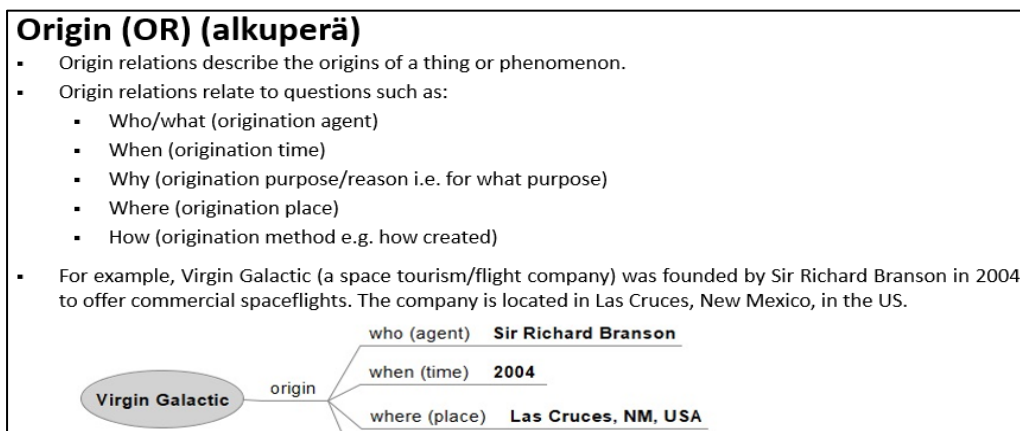 Origin (OR) (alkuperä)
▪ Origin relations describe the origins of a thing or phenomenon.
▪ Origin relations relate to questions such as:
▪ Who/what (origination agent)
▪ When (origination time)
▪ Why (origination purpose/reason i.e. for what purpose)
▪ Where (origination place)
▪ How (origination method e.g. how created)
▪ For example, Virgin Galactic (a space tourism/flight company) was founded by Sir Richard Branson in 2004
to offer commercial spaceflights. The company is located in Las Cruces, New Mexico, in the US.
who (agent) Sir Richard Branson
when (time) 2004
Virgin Galactic origin
where (place) Las Cruces, NM, USA